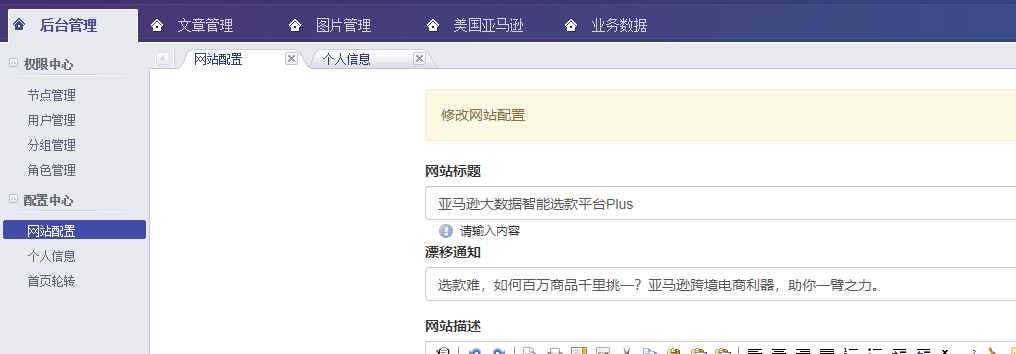 后台管理 文章管理 图片管理 美国亚马逊 业务数据
权限中心
节点管理
用户管理
分组管理
角色管理
配置中心
网站配置
个人信息
首页轮转
网站配置 个人信息
修改网站配置
网站标题
亚马逊大数据智能选款平台Plus
请输入内容
漂移通知
选款难，如何百万商品千里挑一？亚马逊跨境电商利器，助你一臂之力。
网站描述